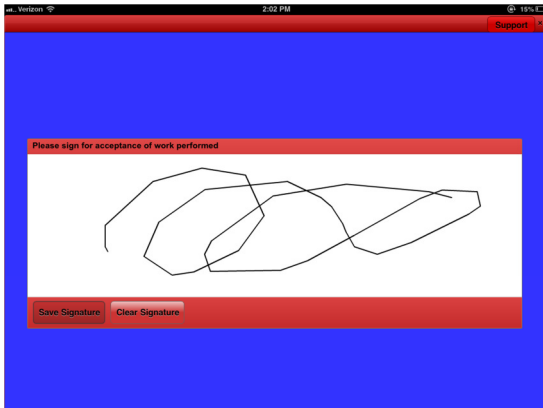 Verizon 2:02 PM 15%
Support ×
Please sign for acceptance of work performed
Save Signature Clear Signature